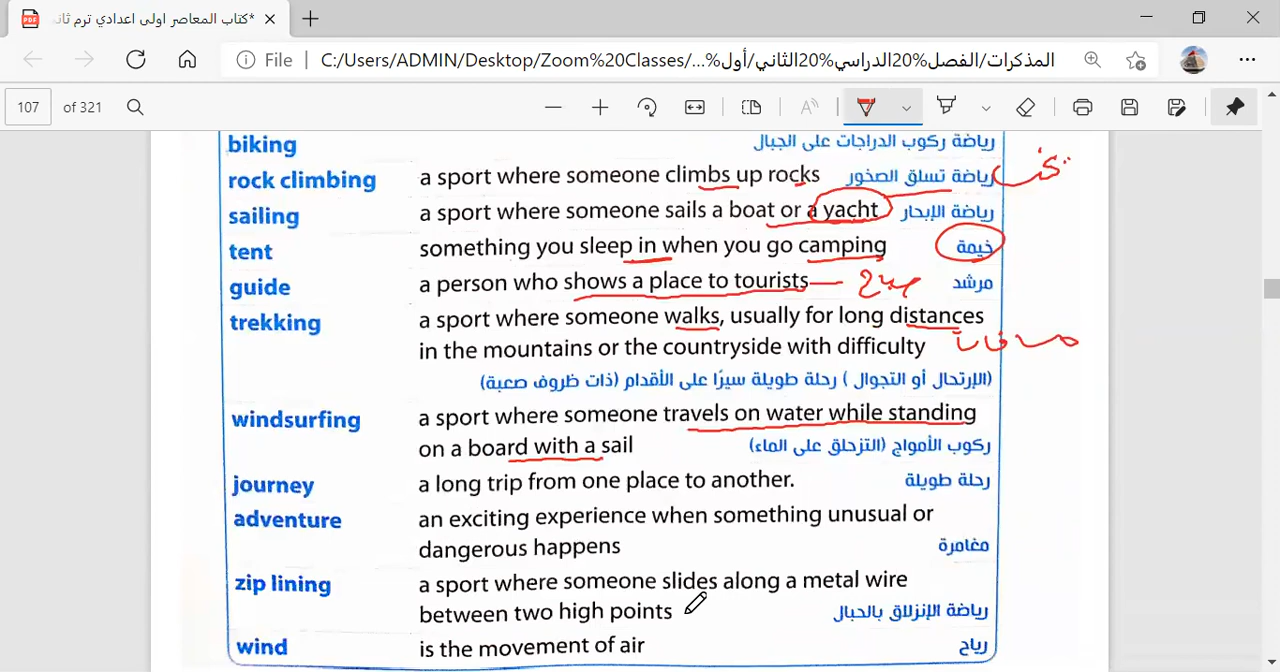 *كتاب المعاصر اولى اعدادي ترم ثانـ
File
C:/Users/ADMIN/Desktop/Zoom%20Classes/المذكرات/الفصل%20الدراسي%20الثاني/أول%...
107 of 321
biking رياضة ركوب الدراجات على الجبال
rock climbing a sport where someone climbs up rocks رياضة تسلق الصخور
sailing a sport where someone sails a boat or a yacht رياضة الإبحار
tent something you sleep in when you go camping خيمة
guide a person who shows a place to tourists مرشد
trekking a sport where someone walks, usually for long distances
in the mountains or the countryside with difficulty
(الإرتحال أو التجوال ) رحلة طويلة سيرًا على الأقدام (ذات ظروف صعبة)
windsurfing a sport where someone travels on water while standing
on a board with a sail ركوب الأمواج (التزحلق على الماء)
journey a long trip from one place to another. رحلة طويلة
adventure an exciting experience when something unusual or
dangerous happens مغامرة
zip lining a sport where someone slides along a metal wire
between two high points رياضة الإنزلاق بالحبال
wind is the movement of air رياح